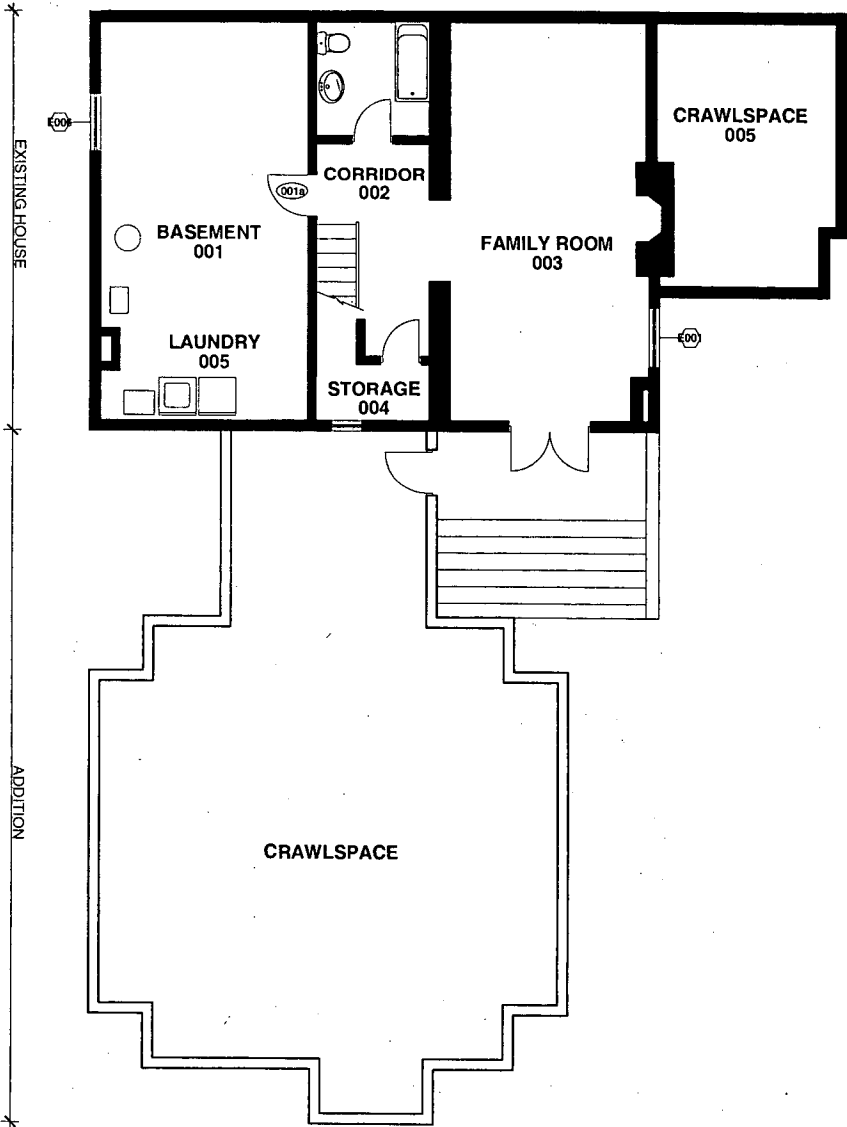 CRAWLSPACE
005
CORRIDOR
002
001a
BASEMENT
001
FAMILY ROOM
003
LAUNDRY
005
STORAGE
004
E001
EXISTING HOUSE
ADDITION
CRAWLSPACE